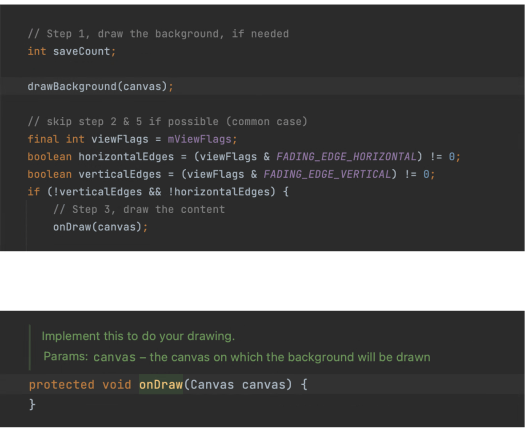 // Step 1, draw the background, if needed
int saveCount;
drawBackground(canvas);
// skip step 2 & 5 if possible (common case)
final int viewFlags = mViewFlags;
boolean horizontalEdges = (viewFlags & FADING_EDGE_HORIZONTAL) != 0;
boolean verticalEdges = (viewFlags & FADING_EDGE_VERTICAL) != 0;
if (!verticalEdges && !horizontalEdges) {
// Step 3, draw the content
onDraw(canvas);
Implement this to do your drawing.
Params: canvas – the canvas on which the background will be drawn
protected void onDraw(Canvas canvas) {
}